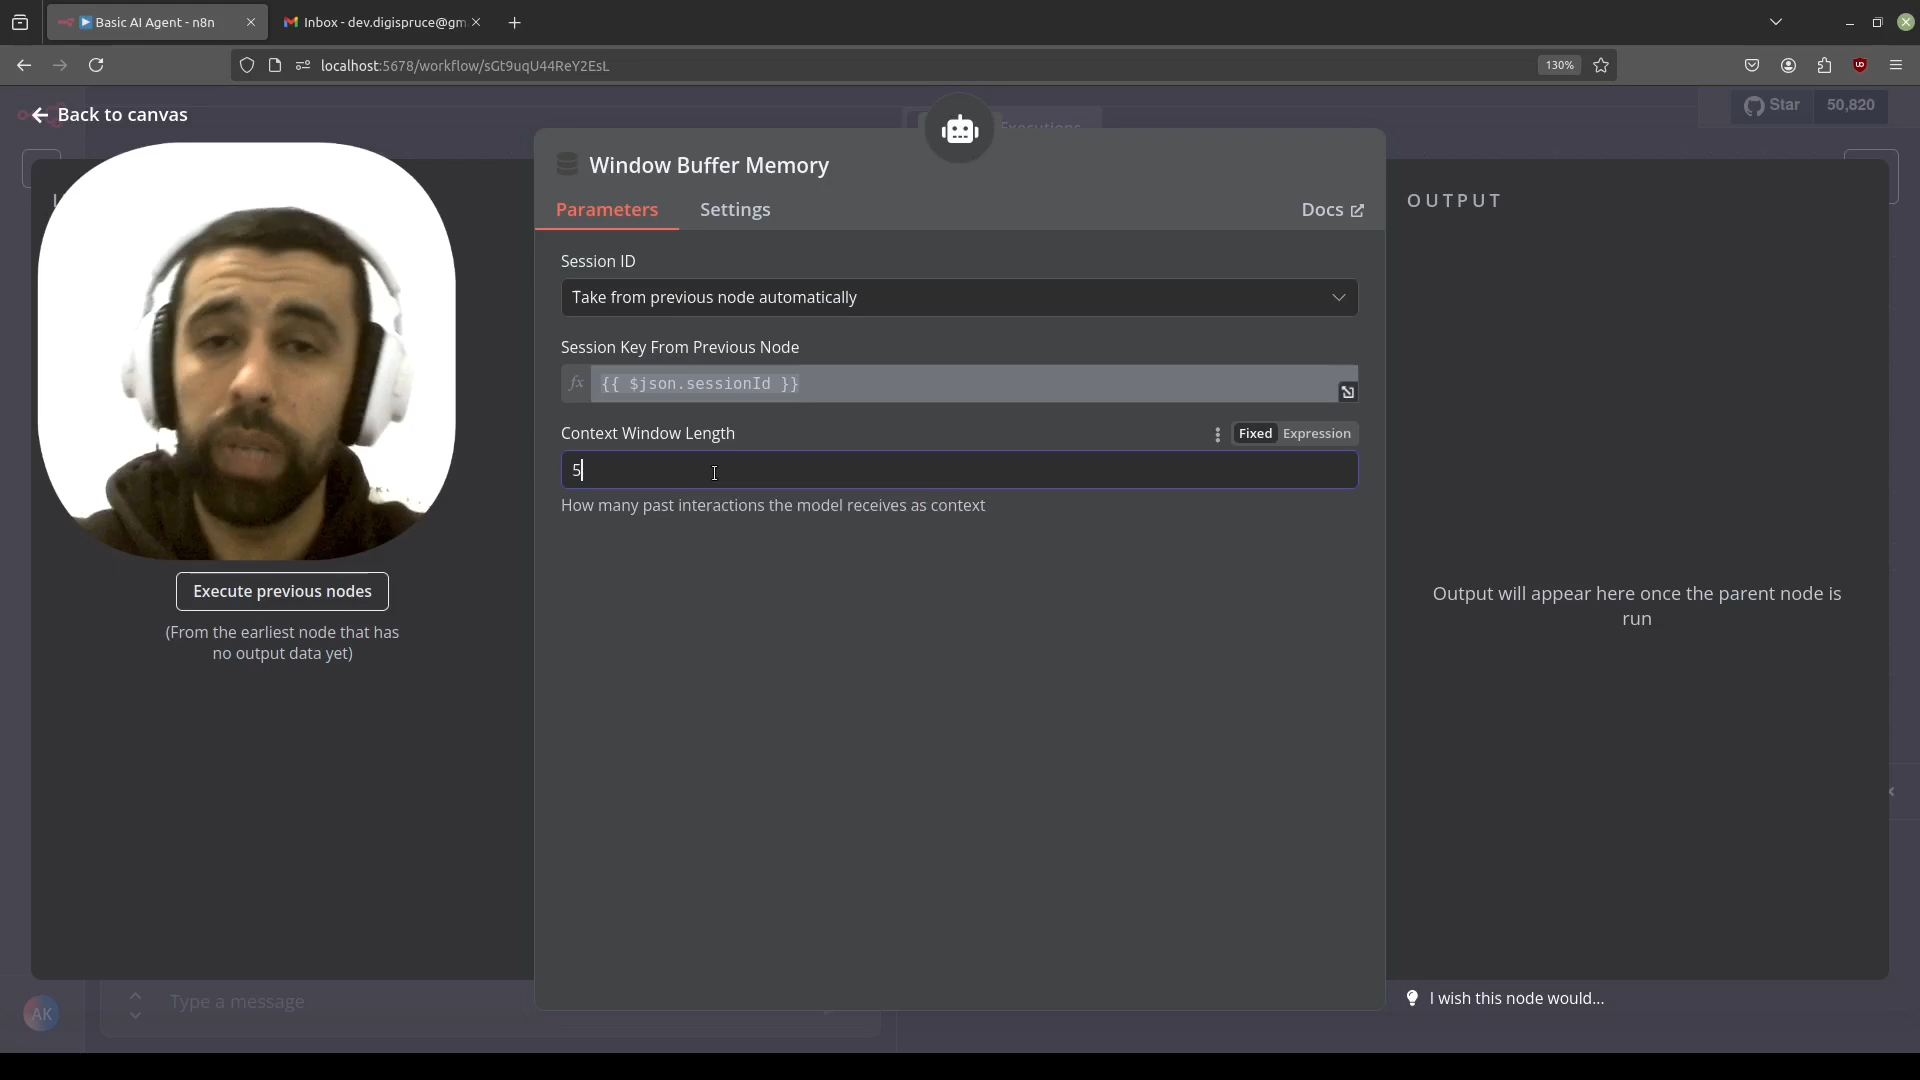 Basic AI Agent - n8n
Inbox - dev.digispruce@gm
localhost:5678/workflow/sGt9uqU44ReY2EsL
130%
Back to canvas
Executions
Star
50,820
Window Buffer Memory
Parameters
Settings
Docs
OUTPUT
Session ID
Take from previous node automatically
Session Key From Previous Node
fx
{{ $json.sessionId }}
Context Window Length
Fixed
Expression
5
How many past interactions the model receives as context
Execute previous nodes
(From the earliest node that has
no output data yet)
Output will appear here once the parent node is
run
AK
Type a message
I wish this node would...